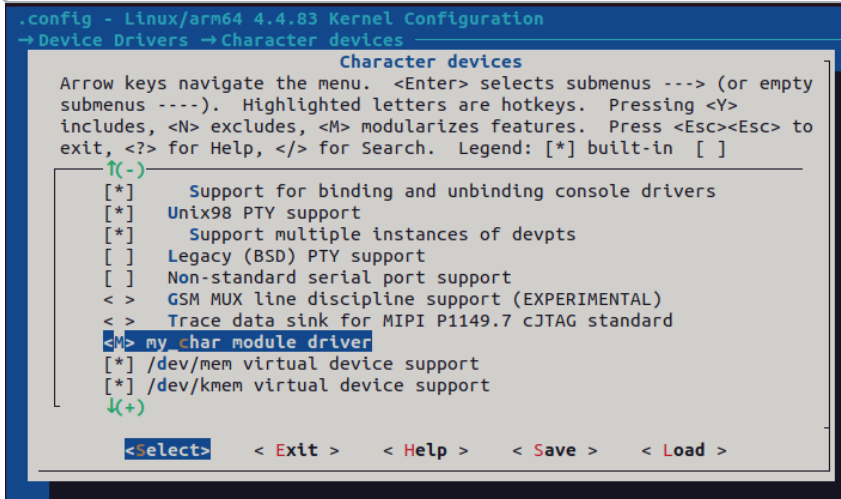 .config - Linux/arm64 4.4.83 Kernel Configuration
→ Device Drivers → Character devices
Character devices
Arrow keys navigate the menu.  <Enter> selects submenus ---> (or empty
submenus ----).  Highlighted letters are hotkeys.  Pressing <Y>
includes, <N> excludes, <M> modularizes features.  Press <Esc><Esc> to
exit, <?> for Help, </> for Search.  Legend: [*] built-in  [ ]
↑(-)
[*]     Support for binding and unbinding console drivers
[*]   Unix98 PTY support
[*]     Support multiple instances of devpts
[ ]   Legacy (BSD) PTY support
[ ]   Non-standard serial port support
< >   GSM MUX line discipline support (EXPERIMENTAL)
< >   Trace data sink for MIPI P1149.7 cJTAG standard
<M> my_char module driver
[*] /dev/mem virtual device support
[*] /dev/kmem virtual device support
↓(+)
<Select>    < Exit >    < Help >    < Save >    < Load >